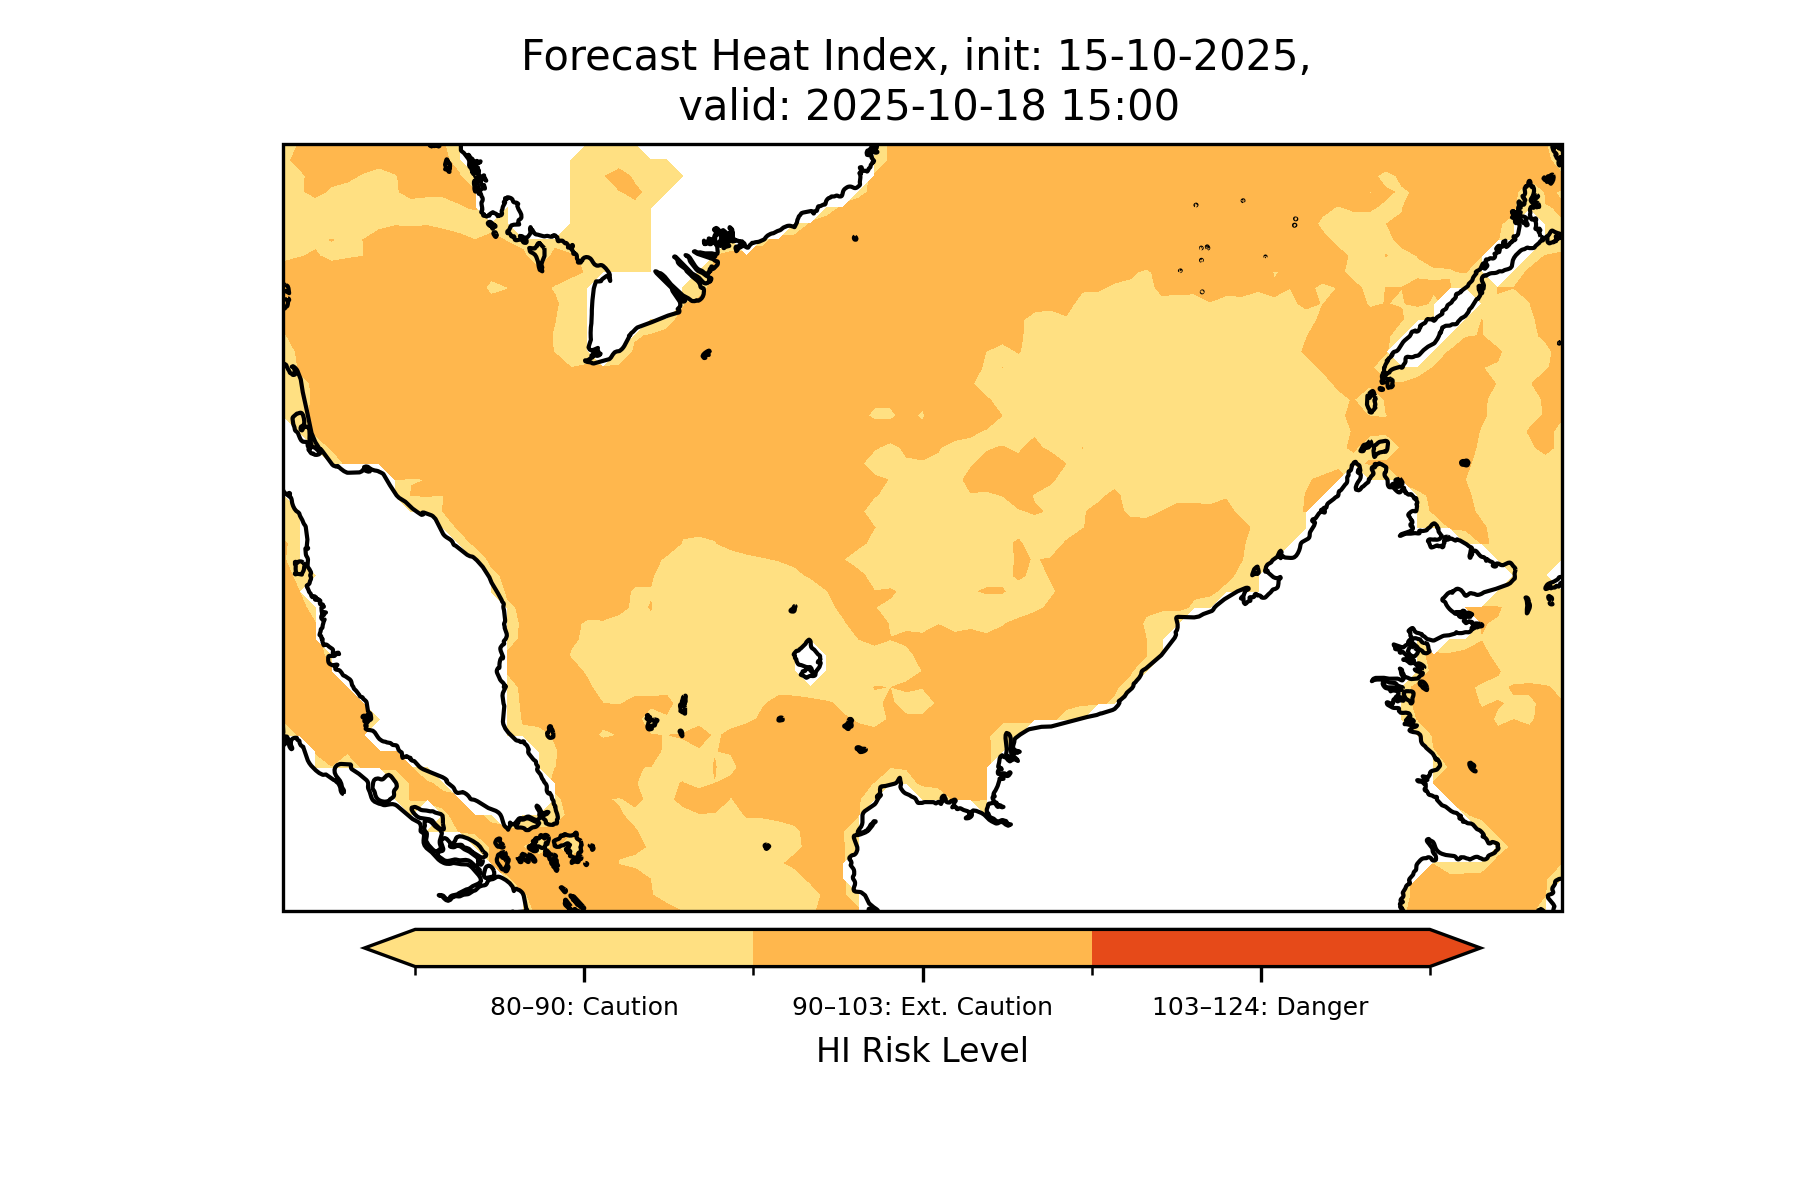 Forecast Heat Index, init: 15-10-2025,
valid: 2025-10-18 15:00
80–90: Caution
90–103: Ext. Caution
103–124: Danger
HI Risk Level